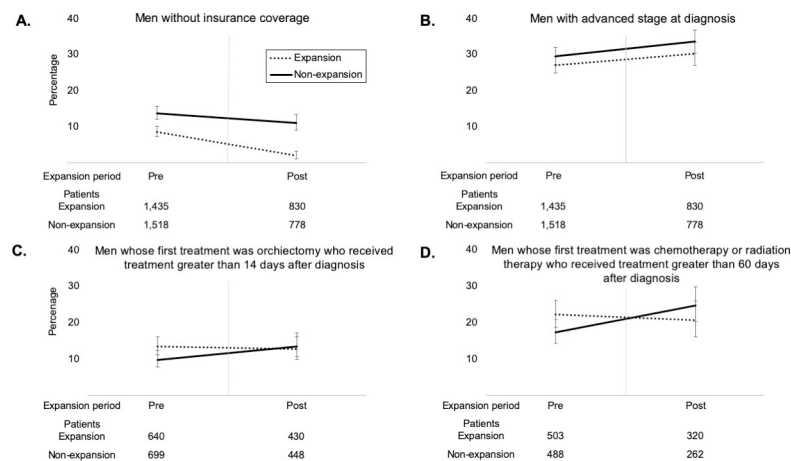 A.
Men without insurance coverage
40
30
20
10
Percentage
Expansion
Non-expansion
Expansion period Pre Post
Patients
Expansion 1,435 830
Non-expansion 1,518 778
B.
Men with advanced stage at diagnosis
40
30
20
10
Expansion period Pre Post
Patients
Expansion 1,435 830
Non-expansion 1,518 778
C.
Men whose first treatment was orchiectomy who received
treatment greater than 14 days after diagnosis
40
30
20
10
Percenage
Expansion period Pre Post
Patients
Expansion 640 430
Non-expansion 699 448
D.
Men whose first treatment was chemotherapy or radiation
therapy who received treatment greater than 60 days
after diagnosis
40
30
20
10
Expansion period Pre Post
Patients
Expansion 503 320
Non-expansion 488 262